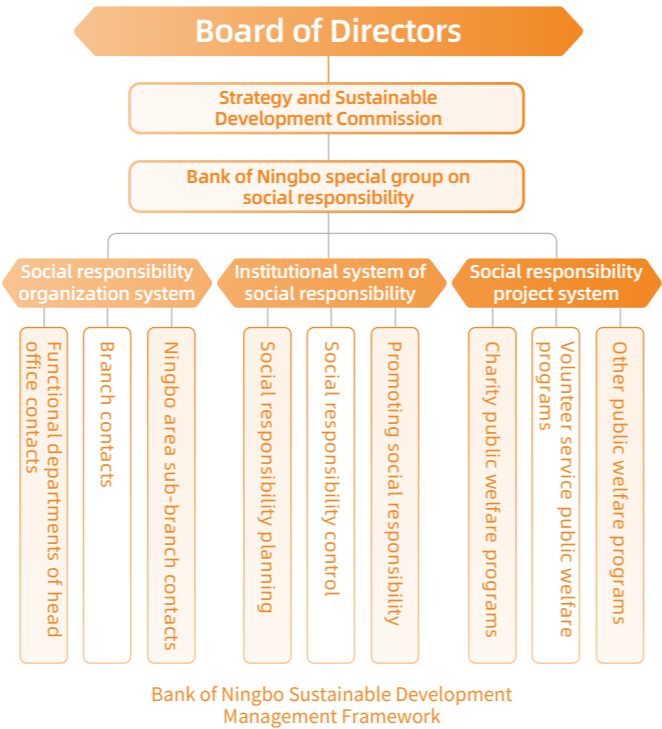 Board of Directors
Strategy and Sustainable
Development Commission
Bank of Ningbo special group on
social responsibility
Social responsibility
organization system
Institutional system of
social responsibility
Social responsibility
project system
Functional departments of head
office contacts
Branch contacts
Ningbo area sub-branch contacts
Social responsibility planning
Social responsibility control
Promoting social responsibility
Charity public welfare programs
Volunteer service public welfare
programs
Other public welfare programs
Bank of Ningbo Sustainable Development
Management Framework